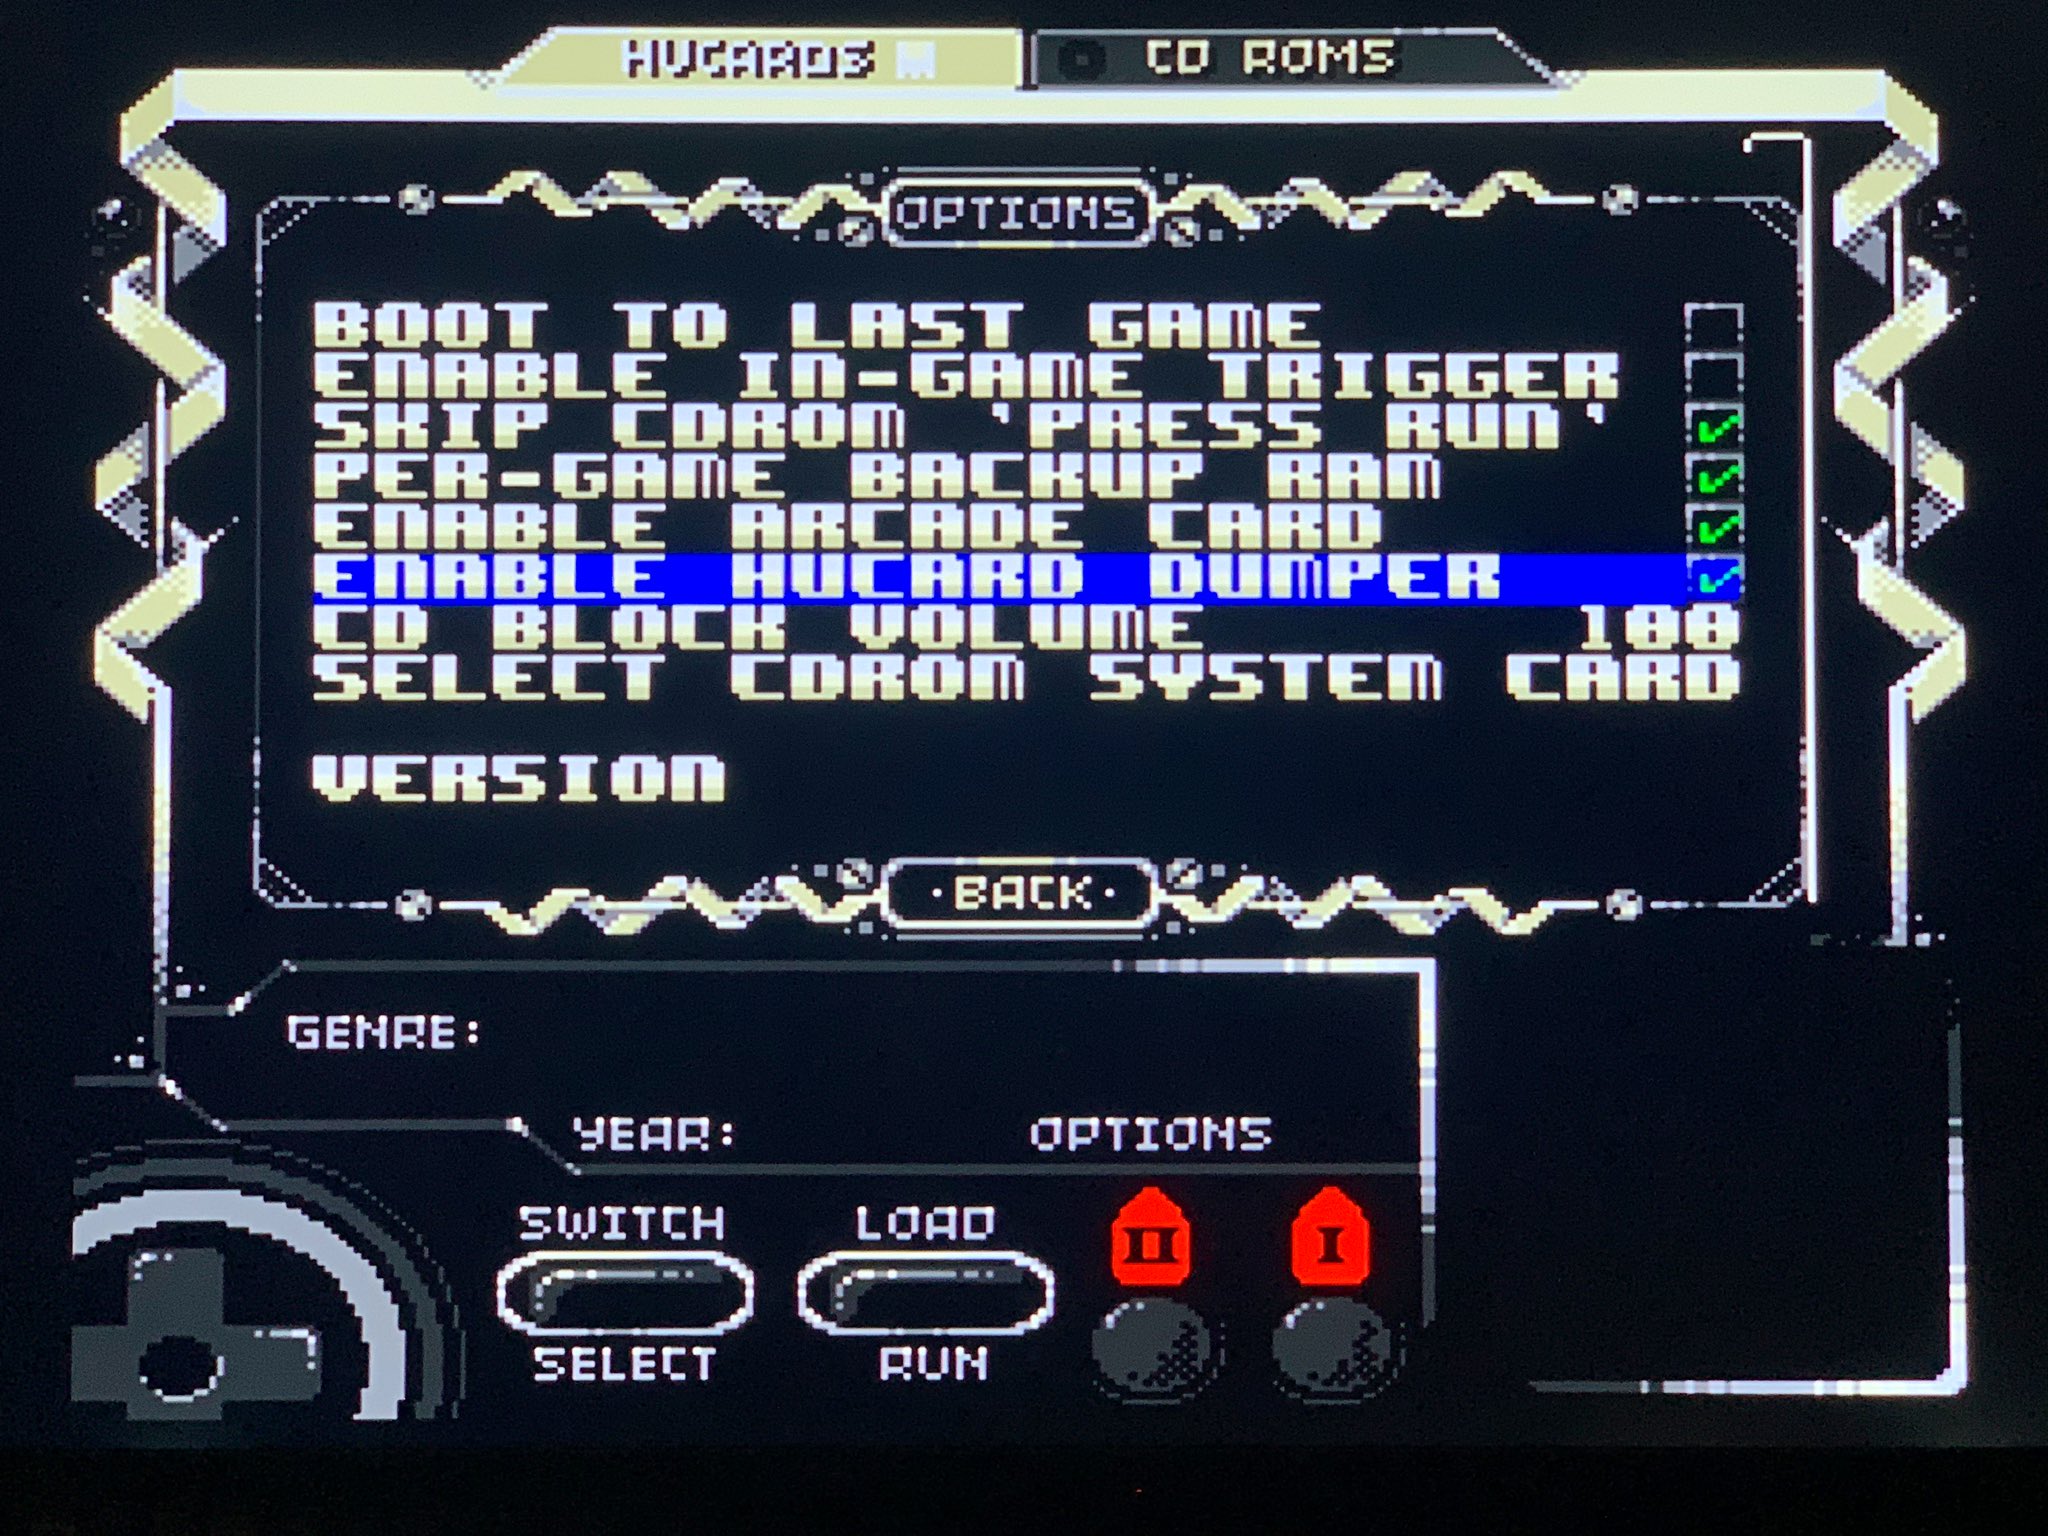 HUCARDS
CD ROMS
OPTIONS
BOOT TO LAST GAME
ENABLE IN-GAME TRIGGER
SKIP CDROM 'PRESS RUN'
PER-GAME BACKUP RAM
ENABLE ARCADE CARD
ENABLE HUCARD DUMPER
CD BLOCK VOLUME 100
SELECT CDROM SYSTEM CARD
VERSION
·BACK·
GENRE:
YEAR: OPTIONS
SWITCH LOAD II I
SELECT RUN